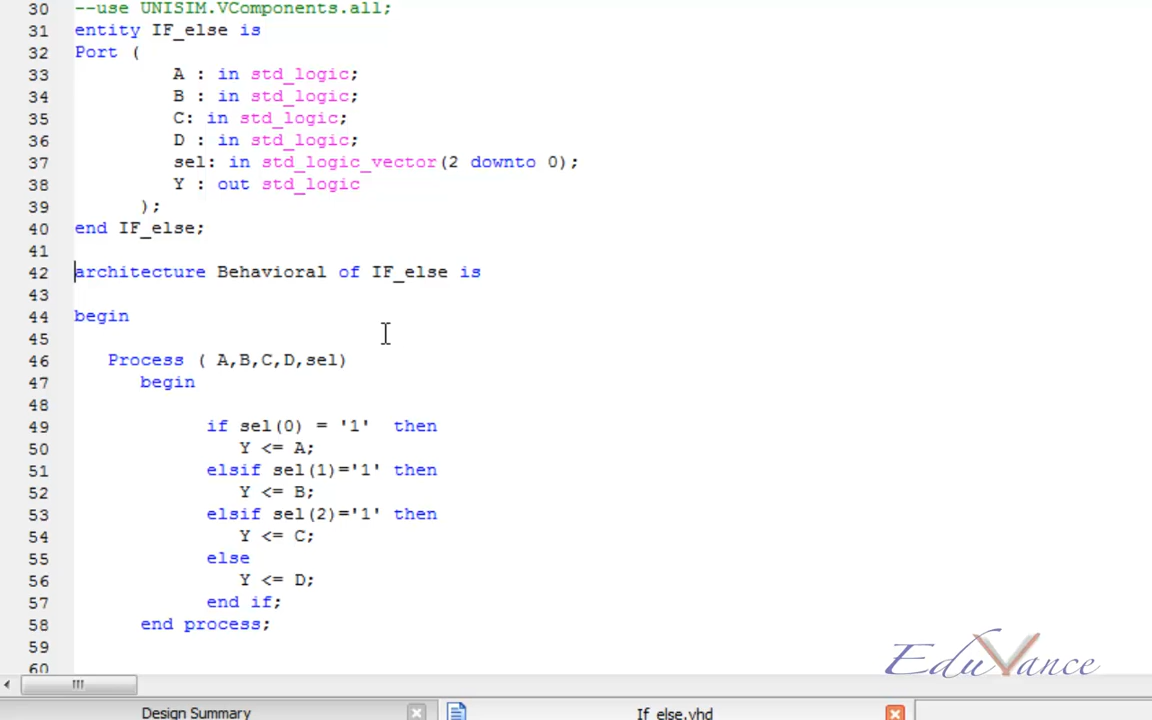 30 --use UNISIM.VComponents.all;
31 entity IF_else is
32 Port (
33 A : in std_logic;
34 B : in std_logic;
35 C: in std_logic;
36 D : in std_logic;
37 sel: in std_logic_vector(2 downto 0);
38 Y : out std_logic
39 );
40 end IF_else;
41
42 architecture Behavioral of IF_else is
43
44 begin
45
46 Process ( A,B,C,D,sel)
47 begin
48
49 if sel(0) = '1' then
50 Y <= A;
51 elsif sel(1)='1' then
52 Y <= B;
53 elsif sel(2)='1' then
54 Y <= C;
55 else
56 Y <= D;
57 end if;
58 end process;
59
60
EduVance
Design Summary
If_else.vhd